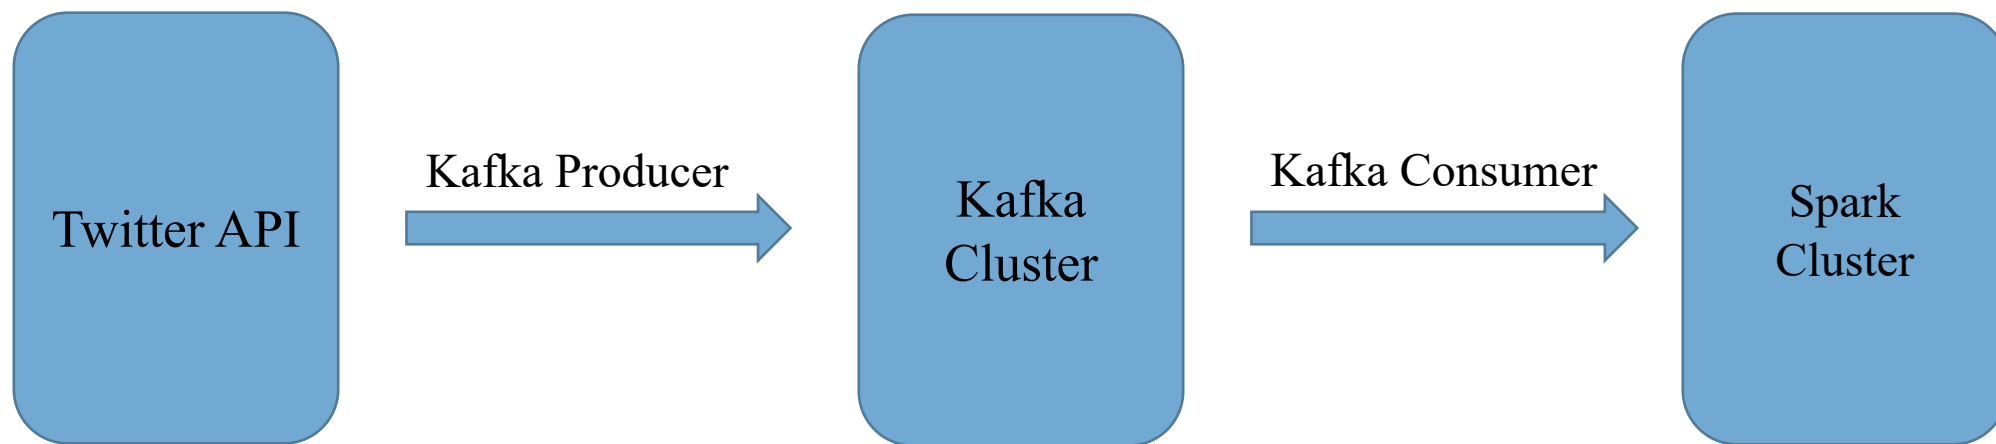 Twitter API
Kafka Producer
Kafka
Cluster
Kafka Consumer
Spark
Cluster